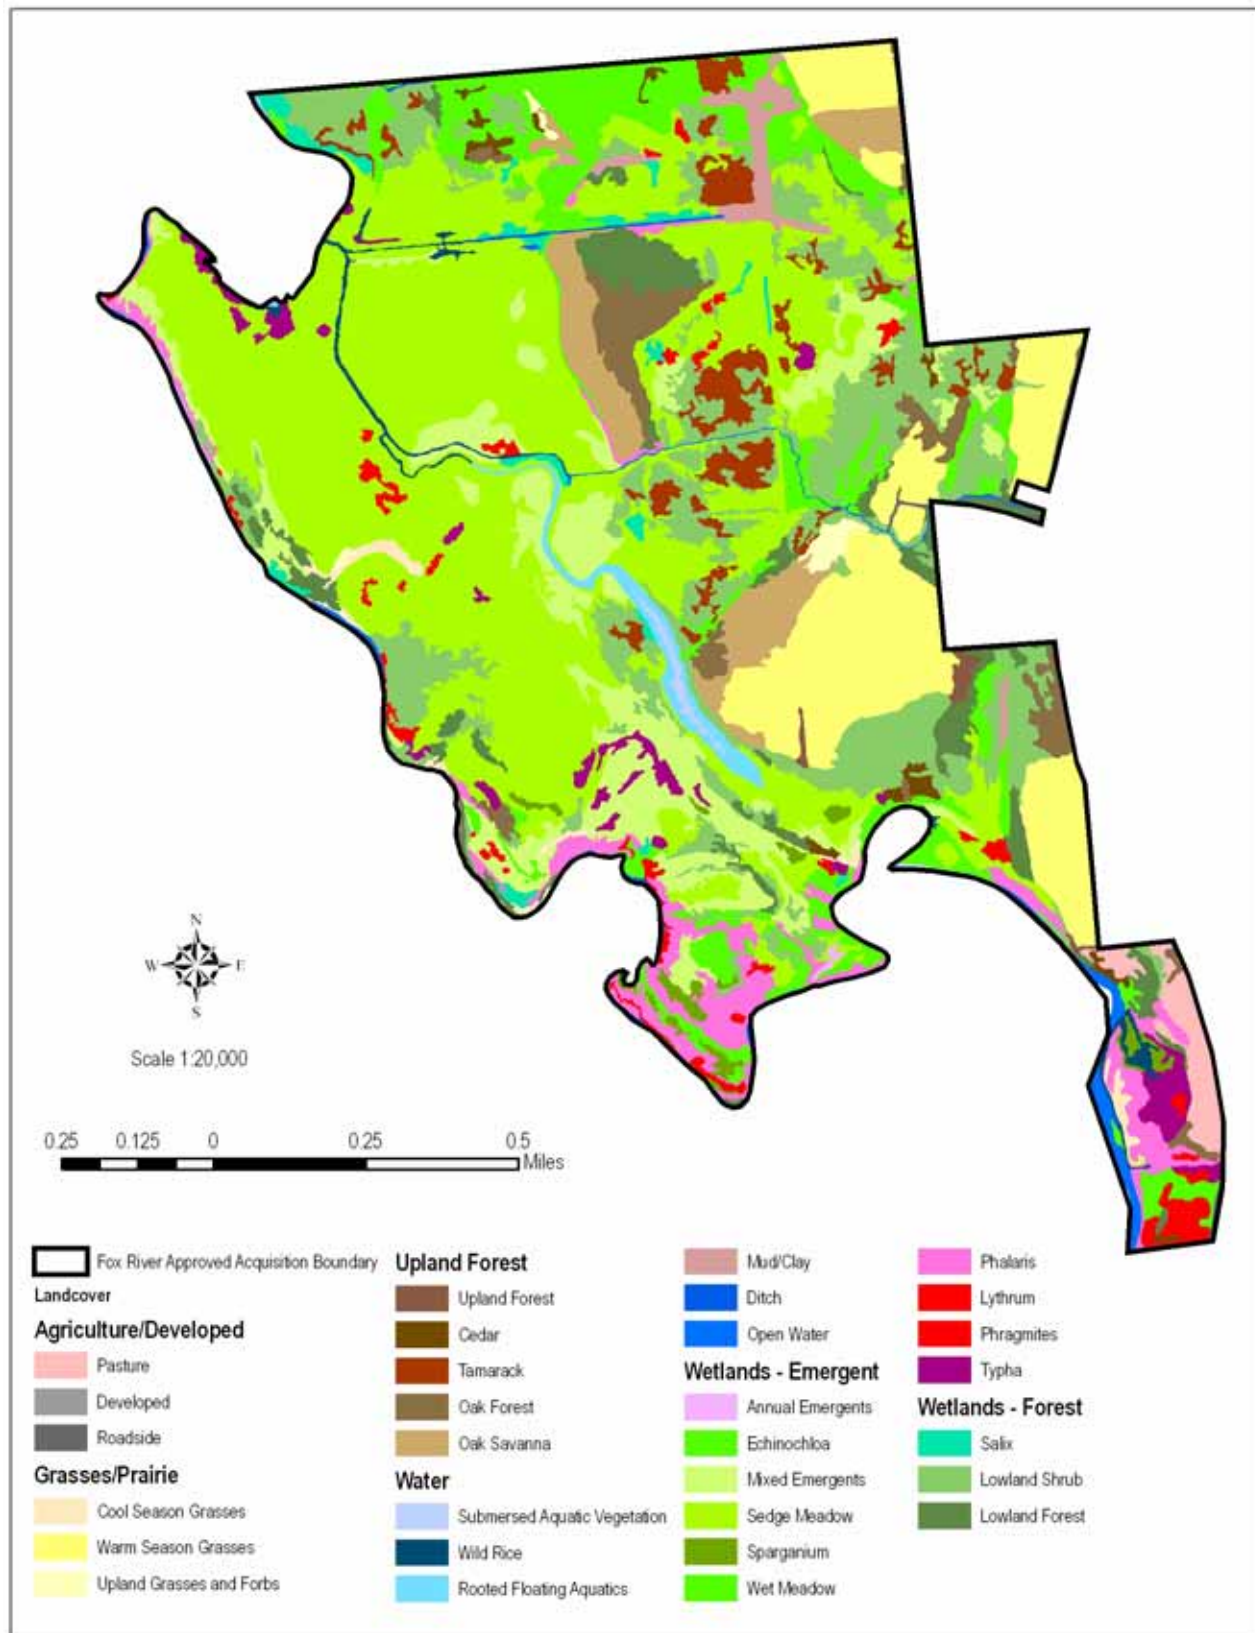 N
W E
S
Scale 1:20,000
0.25 0.125 0 0.25 0.5
Miles
Fox River Approved Acquisition Boundary
Landcover
Agriculture/Developed
Pasture
Developed
Roadside
Grasses/Prairie
Cool Season Grasses
Warm Season Grasses
Upland Grasses and Forbs
Upland Forest
Upland Forest
Cedar
Tamarack
Oak Forest
Oak Savanna
Water
Submersed Aquatic Vegetation
Wild Rice
Rooted Floating Aquatics
Mud/Clay
Ditch
Open Water
Wetlands - Emergent
Annual Emergents
Echinochloa
Mixed Emergents
Sedge Meadow
Sparganium
Wet Meadow
Phalaris
Lythrum
Phragmites
Typha
Wetlands - Forest
Salix
Lowland Shrub
Lowland Forest